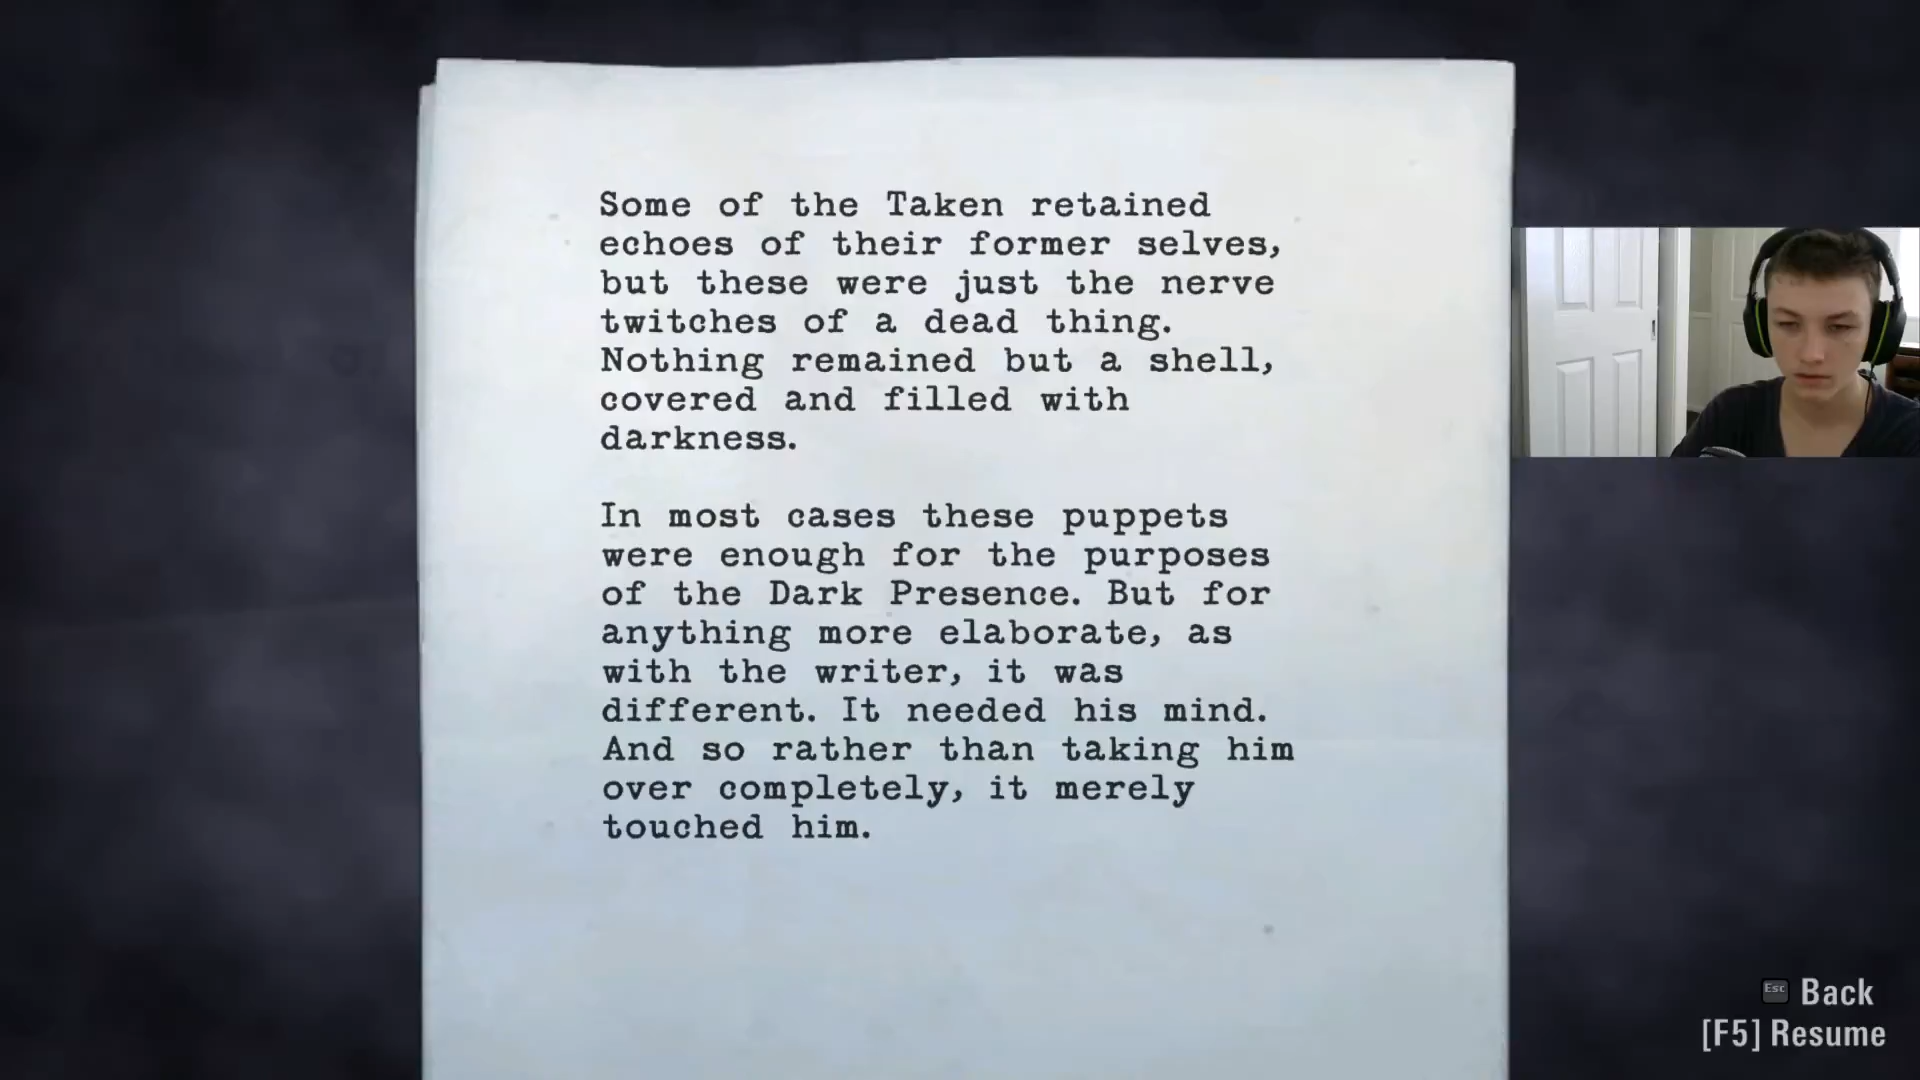 Some of the Taken retained
echoes of their former selves,
but these were just the nerve
twitches of a dead thing.
Nothing remained but a shell,
covered and filled with
darkness.
In most cases these puppets
were enough for the purposes
of the Dark Presence. But for
anything more elaborate, as
with the writer, it was
different. It needed his mind.
And so rather than taking him
over completely, it merely
touched him.
Esc Back
[F5] Resume